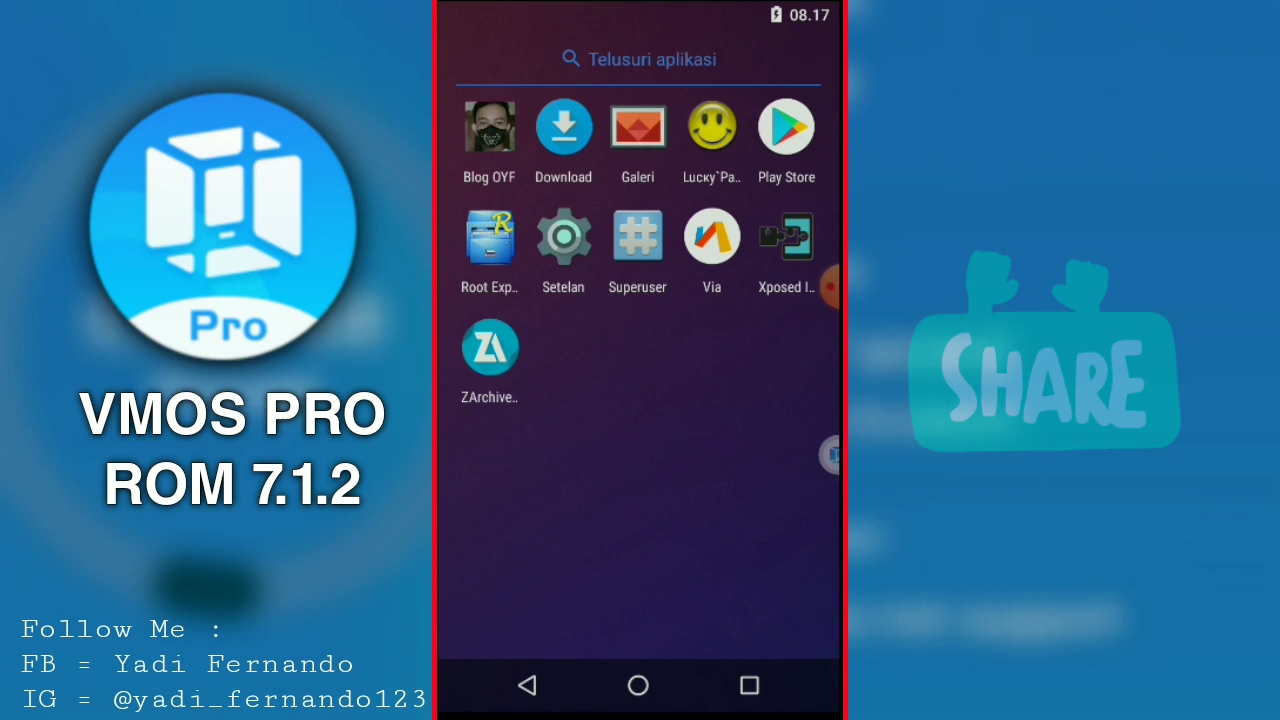 Pro
VMOS PRO
ROM 7.1.2
Follow Me :
FB = Yadi Fernando
IG = @yadi_fernando123
08.17
Telusuri aplikasi
Blog OYF
Download
Galeri
Lucky`Pa..
Play Store
R
Root Exp..
Setelan
Superuser
Via
Xposed I..
ZA
ZArchive..
SHARE